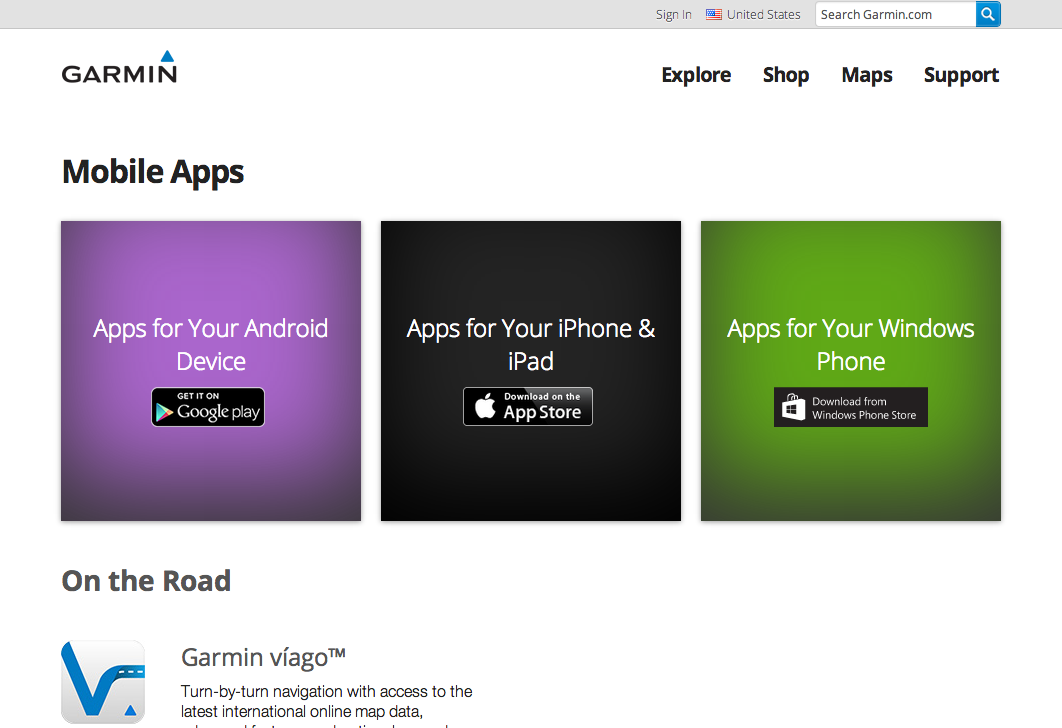 Sign In United States Search Garmin.com
GARMIN
Explore Shop Maps Support
Mobile Apps
Apps for Your Android
Device
GET IT ON
Google play
Apps for Your iPhone &
iPad
Download on the
App Store
Apps for Your Windows
Phone
Download from
Windows Phone Store
On the Road
Garmin víago™
Turn-by-turn navigation with access to the
latest international online map data,